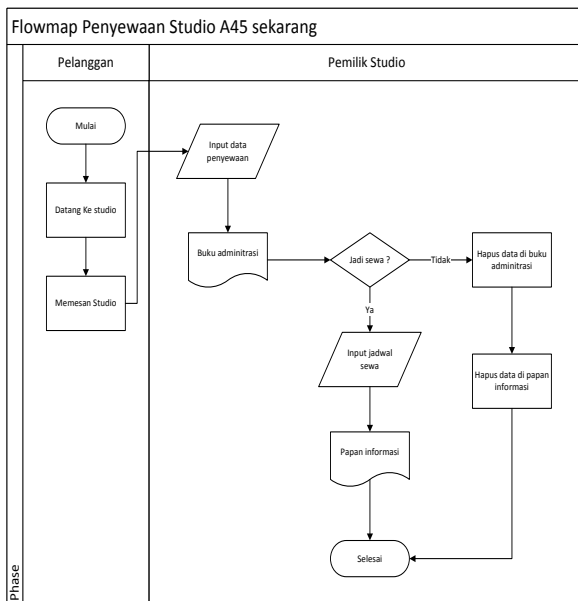 Flowmap Penyewaan Studio A45 sekarang
Pelanggan
Pemilik Studio
Mulai
Input data
penyewaan
Datang Ke studio
Buku adminitrasi
Jadi sewa ?
Tidak
Hapus data di buku
adminitrasi
Memesan Studio
Ya
Input jadwal
sewa
Hapus data di papan
informasi
Papan informasi
Selesai
Phase